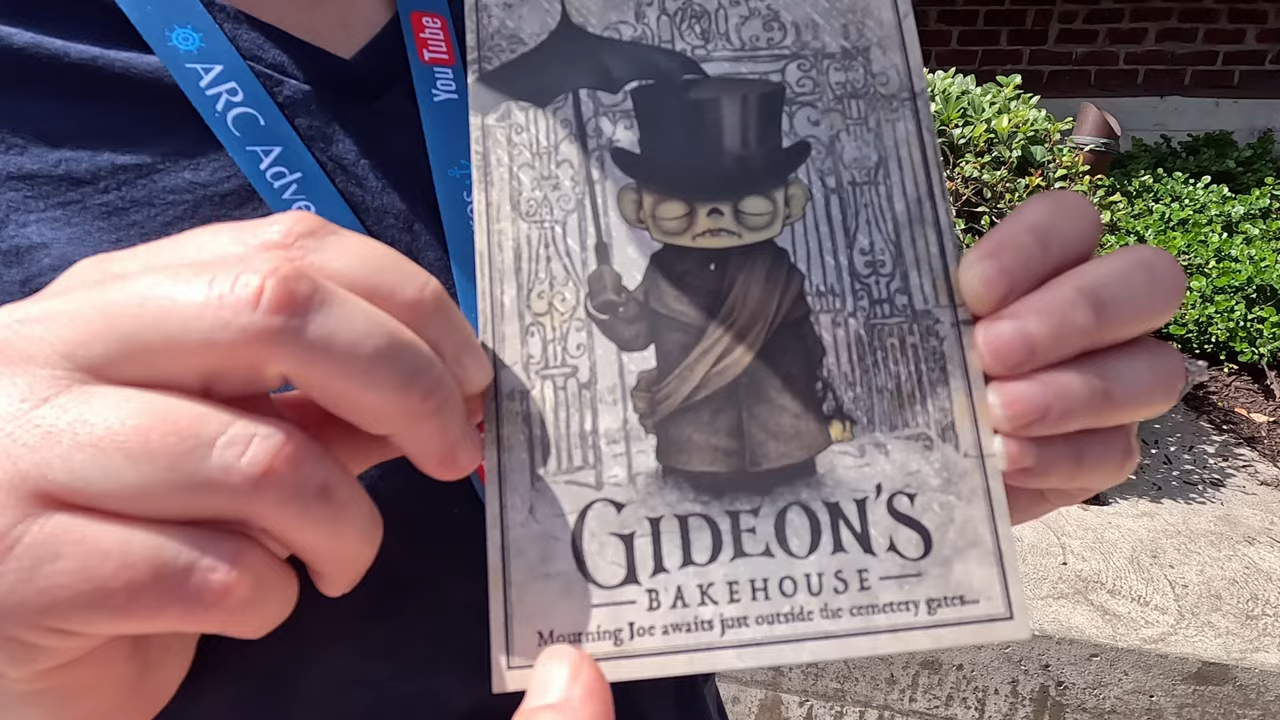 ARC Adve
YouTube
GIDEON'S
BAKEHOUSE
Mourning Joe awaits just outside the cemetery gates...